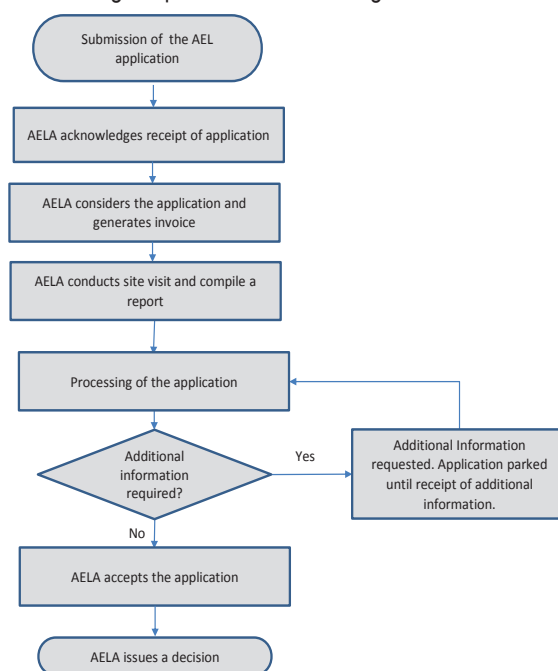 Submission of the AEL
application
AELA acknowledges receipt of application
AELA considers the application and
generates invoice
AELA conducts site visit and compile a
report
Processing of the application
Additional
information
required?
Yes
Additional Information
requested. Application parked
until receipt of additional
information.
No
AELA accepts the application
AELA issues a decision